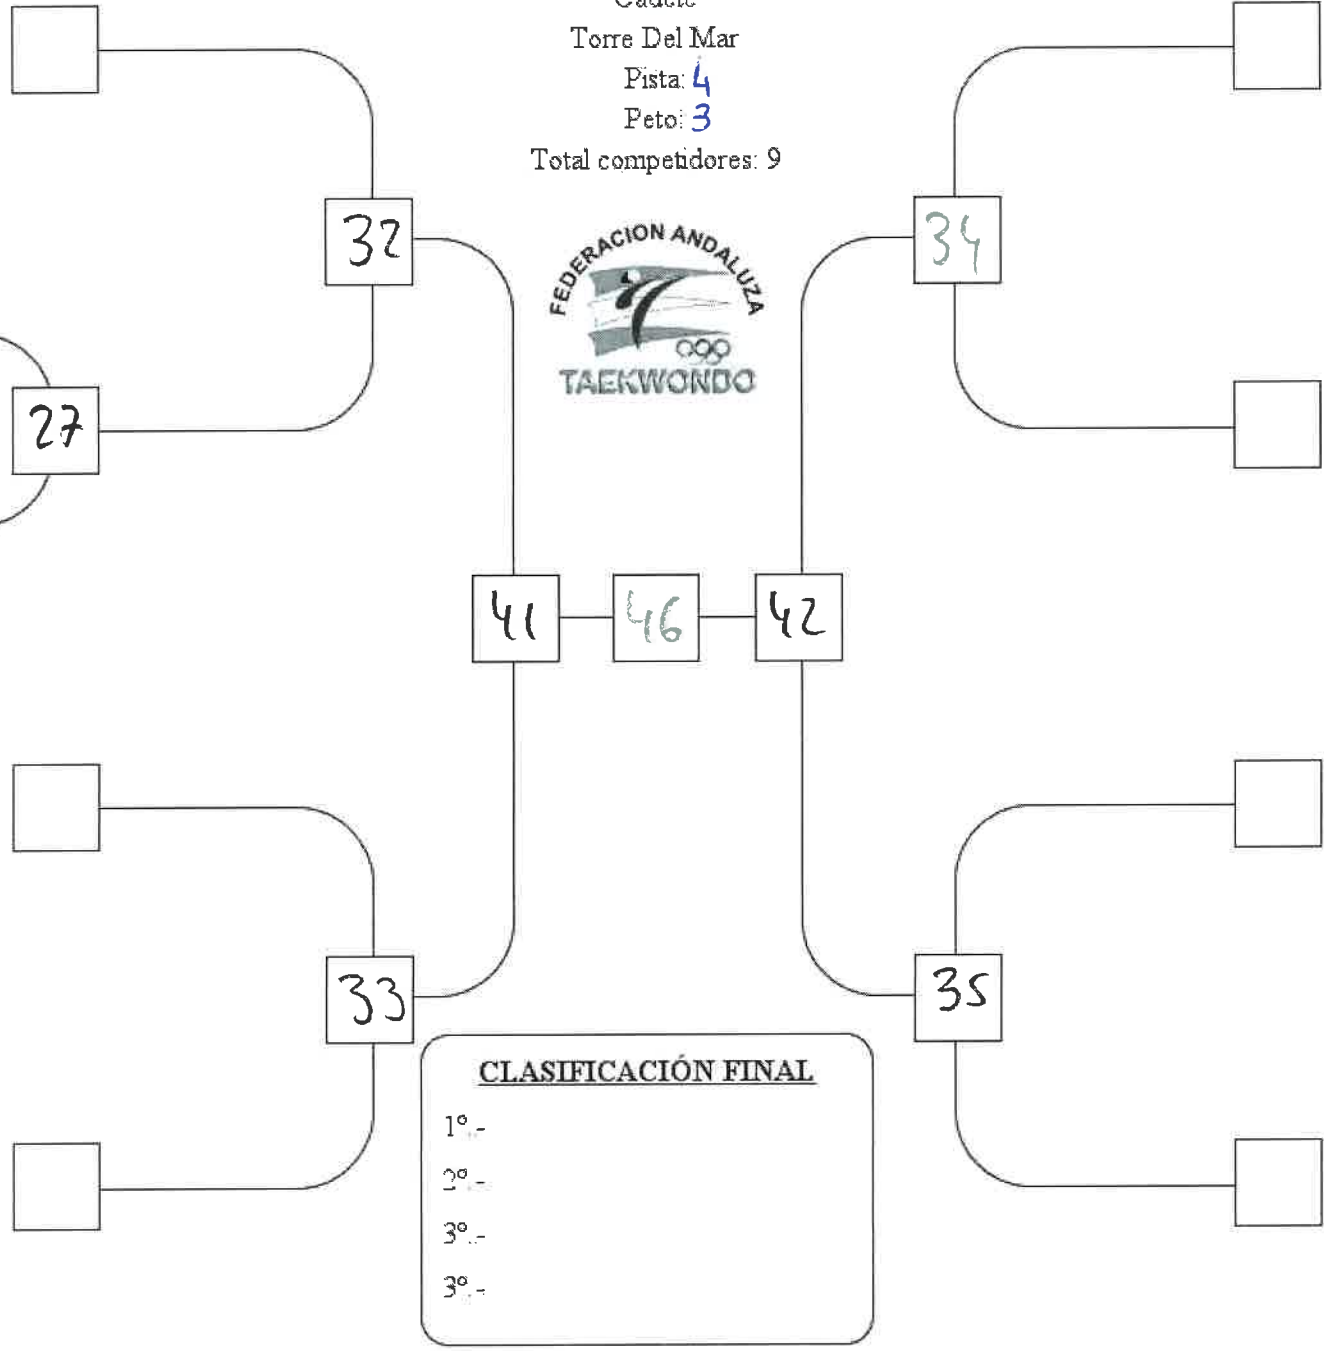 Cadete
Torre Del Mar
Pista: 4
Peto: 3
Total competidores: 9
32
34
FEDERACION ANDALUZA
TAEKWONDO
27
41
46
42
33
35
CLASIFICACIÓN FINAL
1º.-
2º.-
3º.-
3º.-